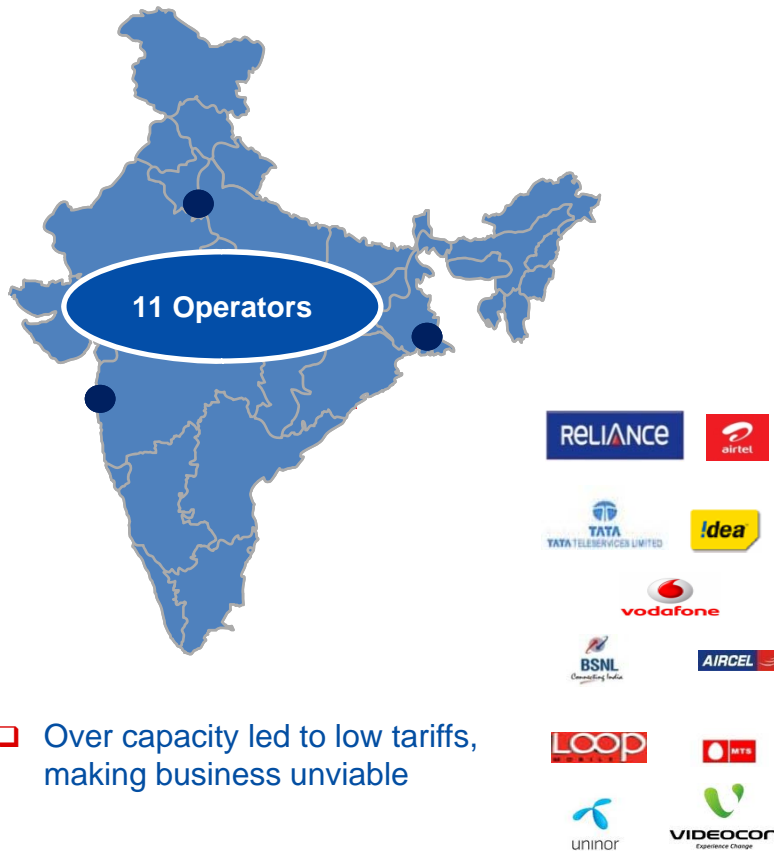 11 Operators
RELIANCE
airtel
TATA
TATA TELESERVICES LIMITED
!dea
vodafone
BSNL
Connecting India
AIRCEL
Over capacity led to low tariffs,
making business unviable
LOOP
MOBILE
MTS
uninor
VIDEOCON
Experience Change